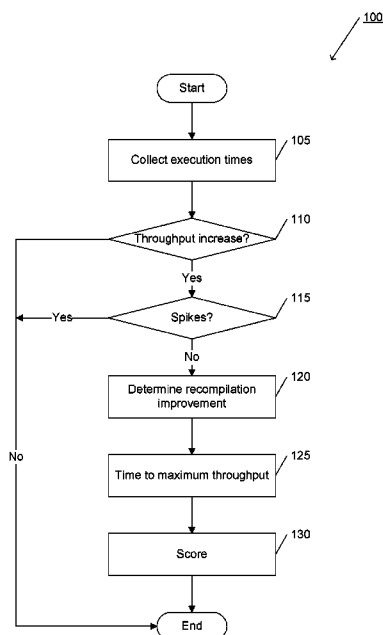 100
Start
Collect execution times
105
110
Throughput increase?
Yes
115
Spikes?
Yes
No
Determine recompilation
improvement
120
No
Time to maximum throughput
125
Score
130
End